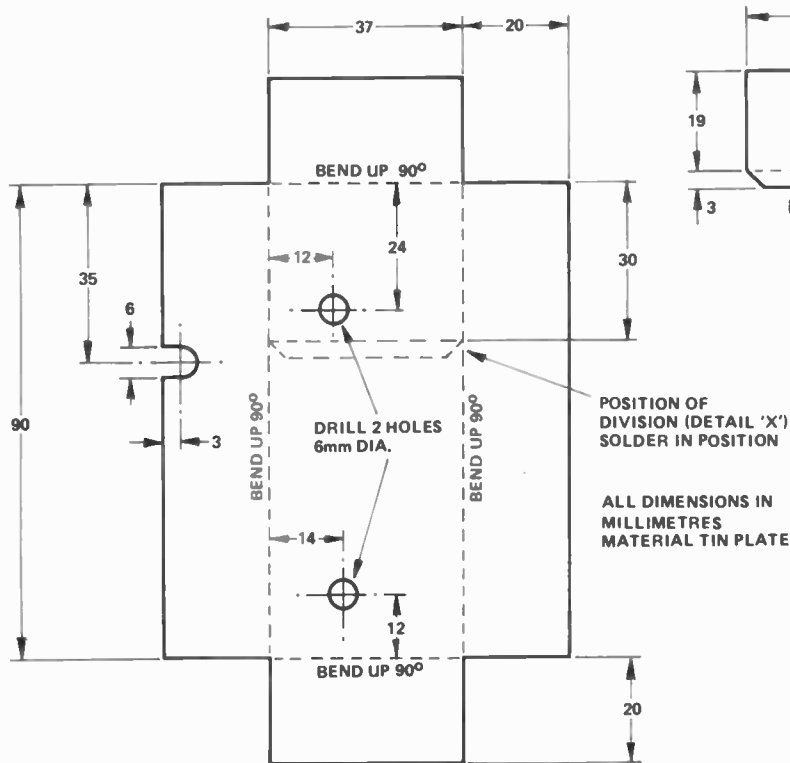 37
20
19
3
BEND UP 90°
35
24
12
30
6
90
3
BEND UP 90°
DRILL 2 HOLES
6mm DIA.
BEND UP 90°
POSITION OF
DIVISION (DETAIL 'X')
SOLDER IN POSITION
ALL DIMENSIONS IN
MILLIMETRES
MATERIAL TIN PLATE
14
12
BEND UP 90°
20